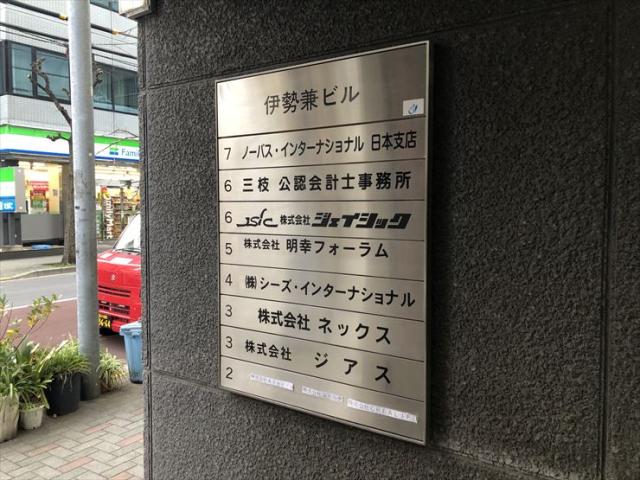 伊勢兼ビル
7 ノーバス・インターナショナル 日本支店
6 三枝 公認会計士事務所
6 JSIC 株式会社 ジェイシック
5 株式会社 明幸フォーラム
4 ㈱シーズ・インターナショナル
3 株式会社 ネックス
3 株式会社 ジアス
2
FamilyMart